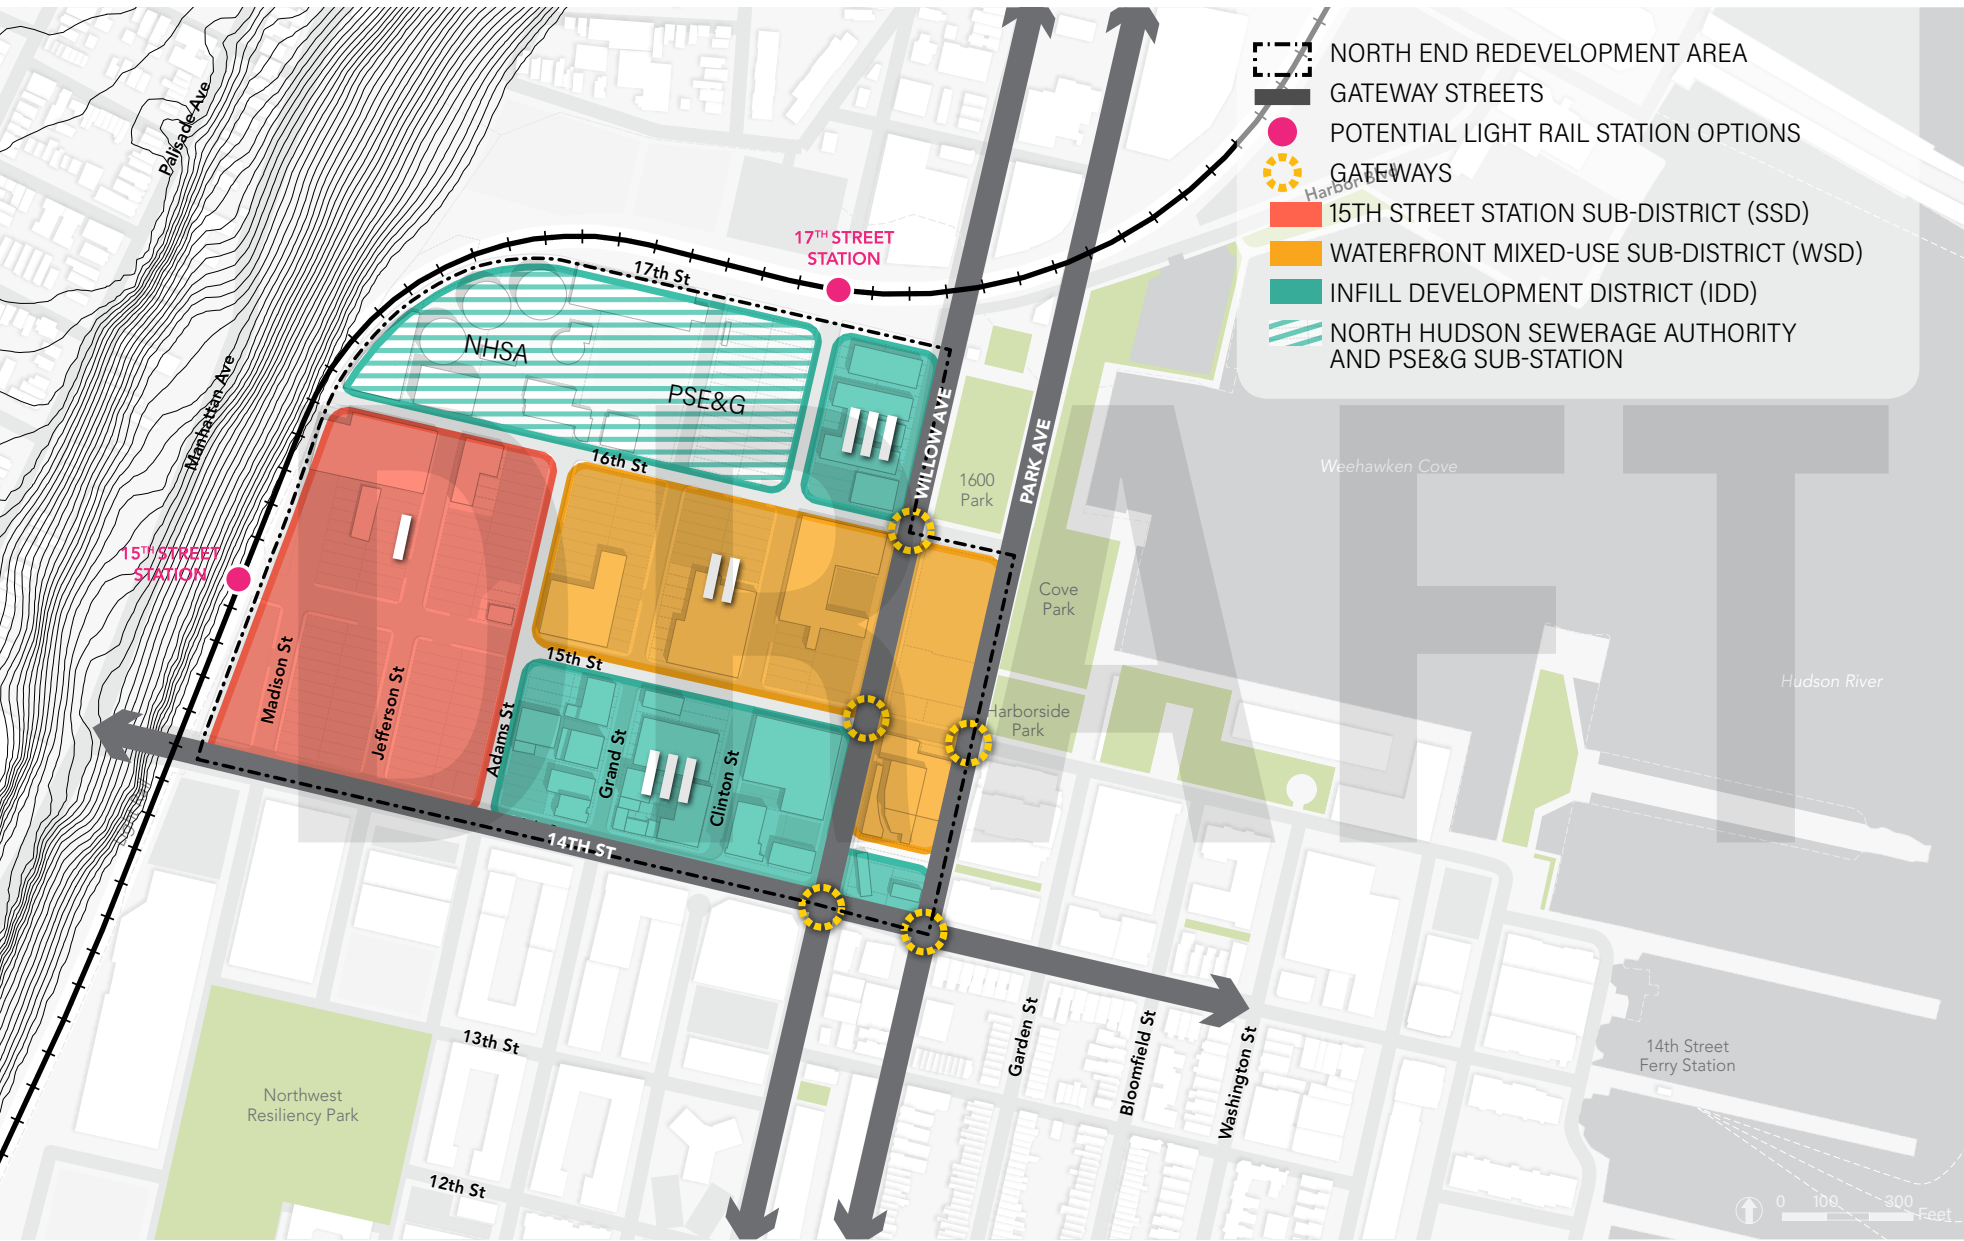 NORTH END REDEVELOPMENT AREA
GATEWAY STREETS
POTENTIAL LIGHT RAIL STATION OPTIONS
GATEWAYS
15TH STREET STATION SUB-DISTRICT (SSD)
WATERFRONT MIXED-USE SUB-DISTRICT (WSD)
INFILL DEVELOPMENT DISTRICT (IDD)
NORTH HUDSON SEWERAGE AUTHORITY
AND PSE&G SUB-STATION
Harbor Blvd
Palisade Ave
Manhattan Ave
17TH STREET
STATION
17th St
NHSA
PSE&G
16th St
III
WILLOW AVE
PARK AVE
1600
Park
Weehawken Cove
DRAFT
15TH STREET
STATION
I
II
Cove
Park
Madison St
Jefferson St
Adams St
15th St
Grand St
III
Clinton St
Harborside
Park
Hudson River
14TH ST
13th St
12th St
Garden St
Bloomfield St
Washington St
Northwest
Resiliency Park
14th Street
Ferry Station
0 100 300 Feet